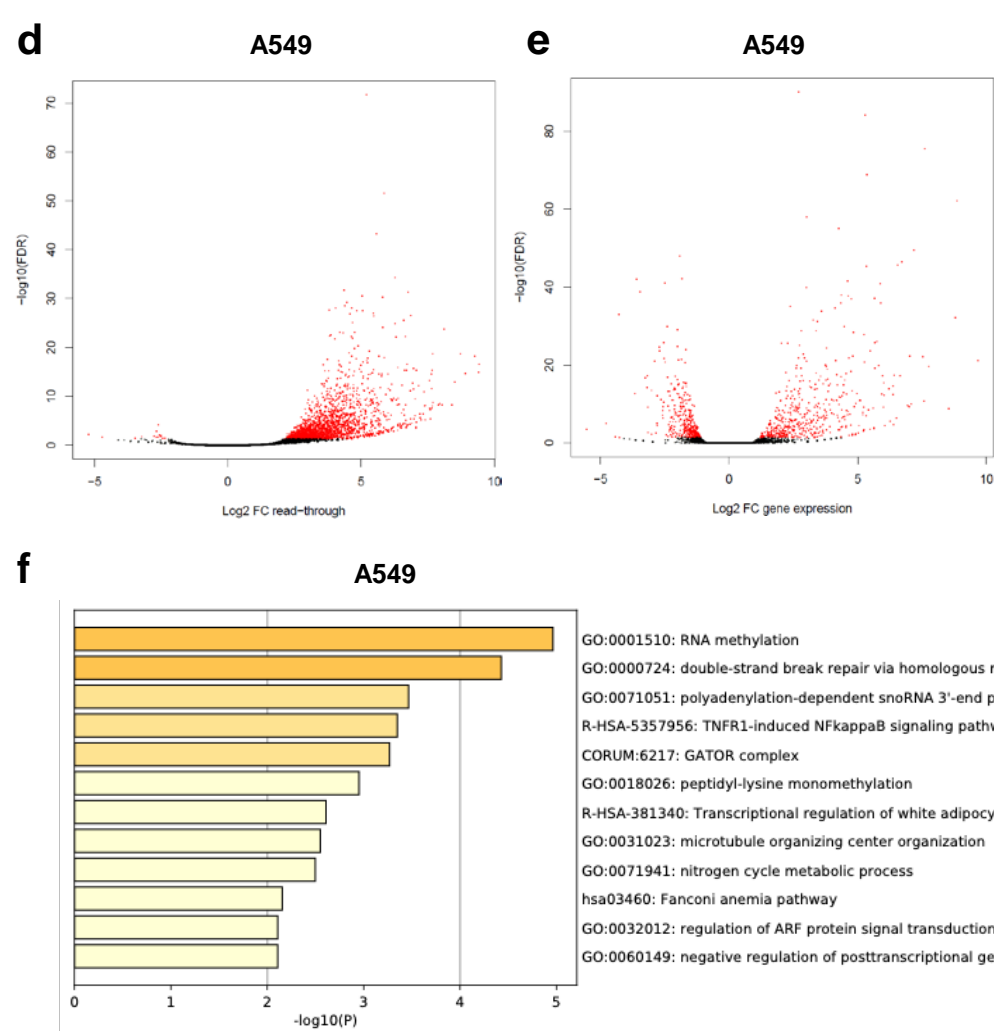 d
A549
e
A549
−log10(FDR)
70
60
50
40
30
20
10
0
−5
0
5
10
Log2 FC read−through
−log10(FDR)
80
60
40
20
0
−5
0
5
10
Log2 FC gene expression
f
A549
GO:0001510: RNA methylation
GO:0000724: double-strand break repair via homologous r
GO:0071051: polyadenylation-dependent snoRNA 3'-end p
R-HSA-5357956: TNFR1-induced NFkappaB signaling pathw
CORUM:6217: GATOR complex
GO:0018026: peptidyl-lysine monomethylation
R-HSA-381340: Transcriptional regulation of white adipocy
GO:0031023: microtubule organizing center organization
GO:0071941: nitrogen cycle metabolic process
hsa03460: Fanconi anemia pathway
GO:0032012: regulation of ARF protein signal transduction
GO:0060149: negative regulation of posttranscriptional ge
0
1
2
3
4
5
-log10(P)